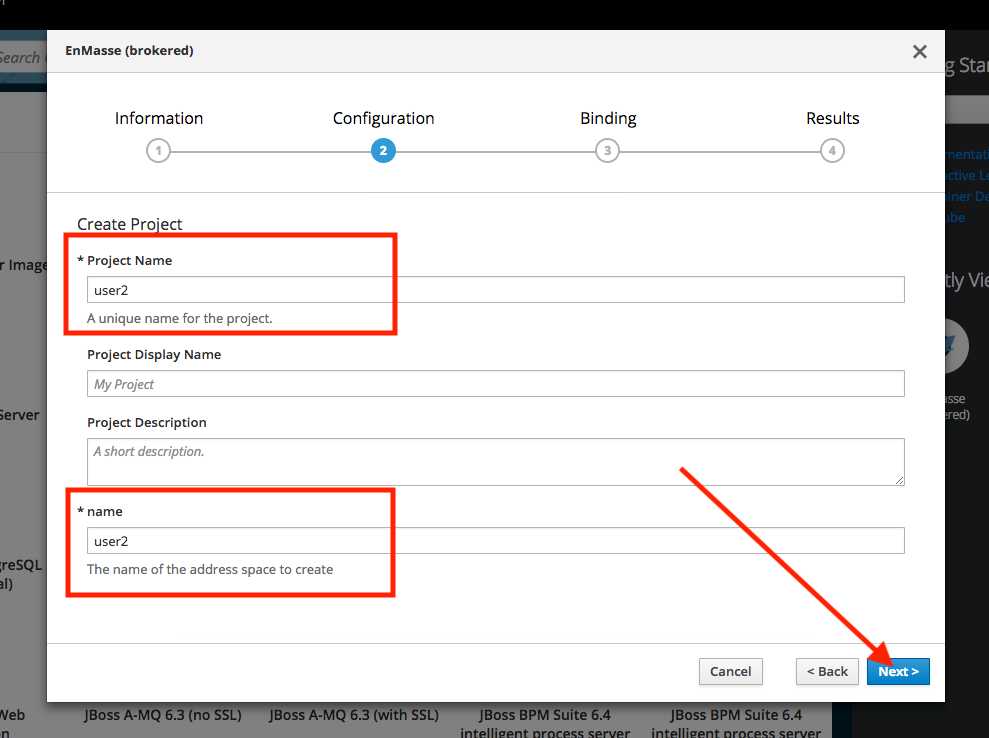 EnMasse (brokered)
Search
g Star
Information
Configuration
Binding
Results
1
2
3
4
Create Project
* Project Name
user2
A unique name for the project.
r Image
Project Display Name
My Project
Project Description
A short description.
Server
* name
user2
The name of the address space to create
greSQL
al)
mentati
ective Le
iner De
ube
tly Vie
sse
ered)
Cancel
< Back
Next >
Web
n
JBoss A-MQ 6.3 (no SSL)
JBoss A-MQ 6.3 (with SSL)
JBoss BPM Suite 6.4
intelligent process server
JBoss BPM Suite 6.4
intelligent process server